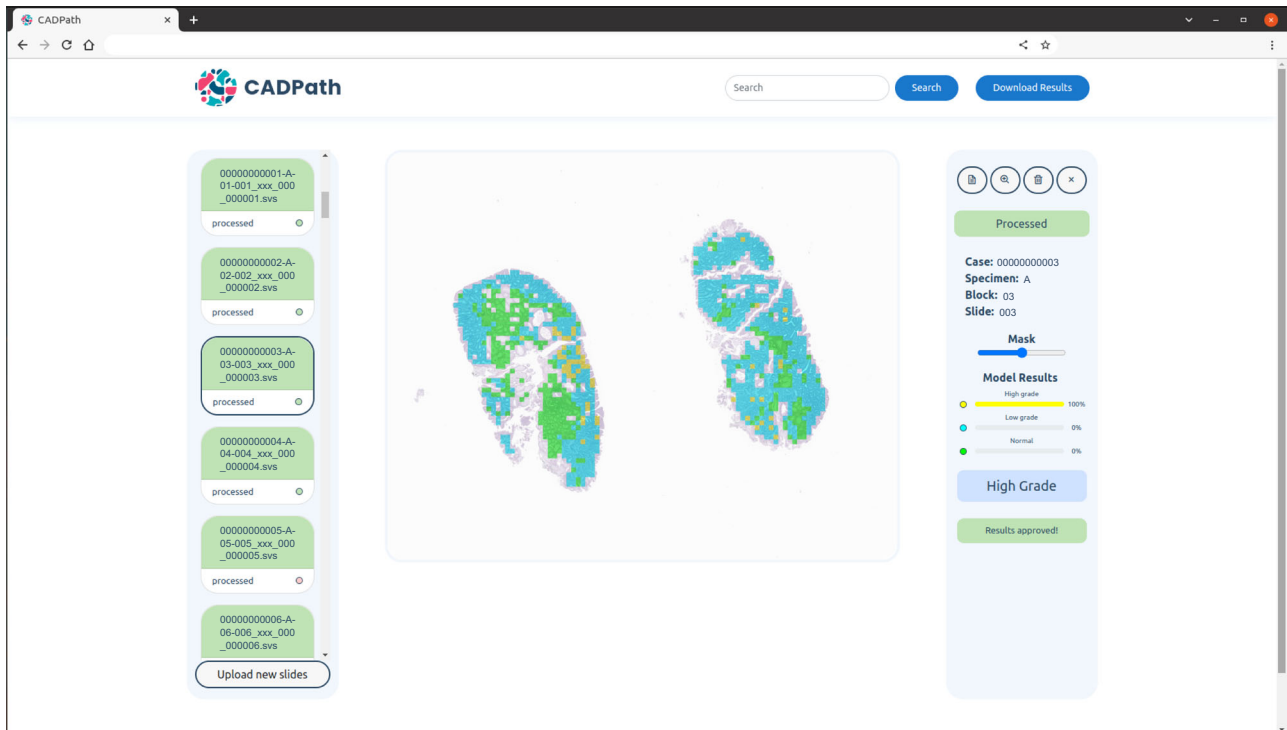 CADPath
CADPath
Search
Search
Download Results
00000000001-A-
01-001_xxx_000
_000001.svs
processed
00000000002-A-
02-002_xxx_000
_000002.svs
processed
00000000003-A-
03-003_xxx_000
_000003.svs
processed
00000000004-A-
04-004_xxx_000
_000004.svs
processed
00000000005-A-
05-005_xxx_000
_000005.svs
processed
00000000006-A-
06-006_xxx_000
_000006.svs
Upload new slides
Processed
Case: 00000000003
Specimen: A
Block: 03
Slide: 003
Mask
Model Results
High grade
100%
Low grade
0%
Normal
0%
High Grade
Results approved!